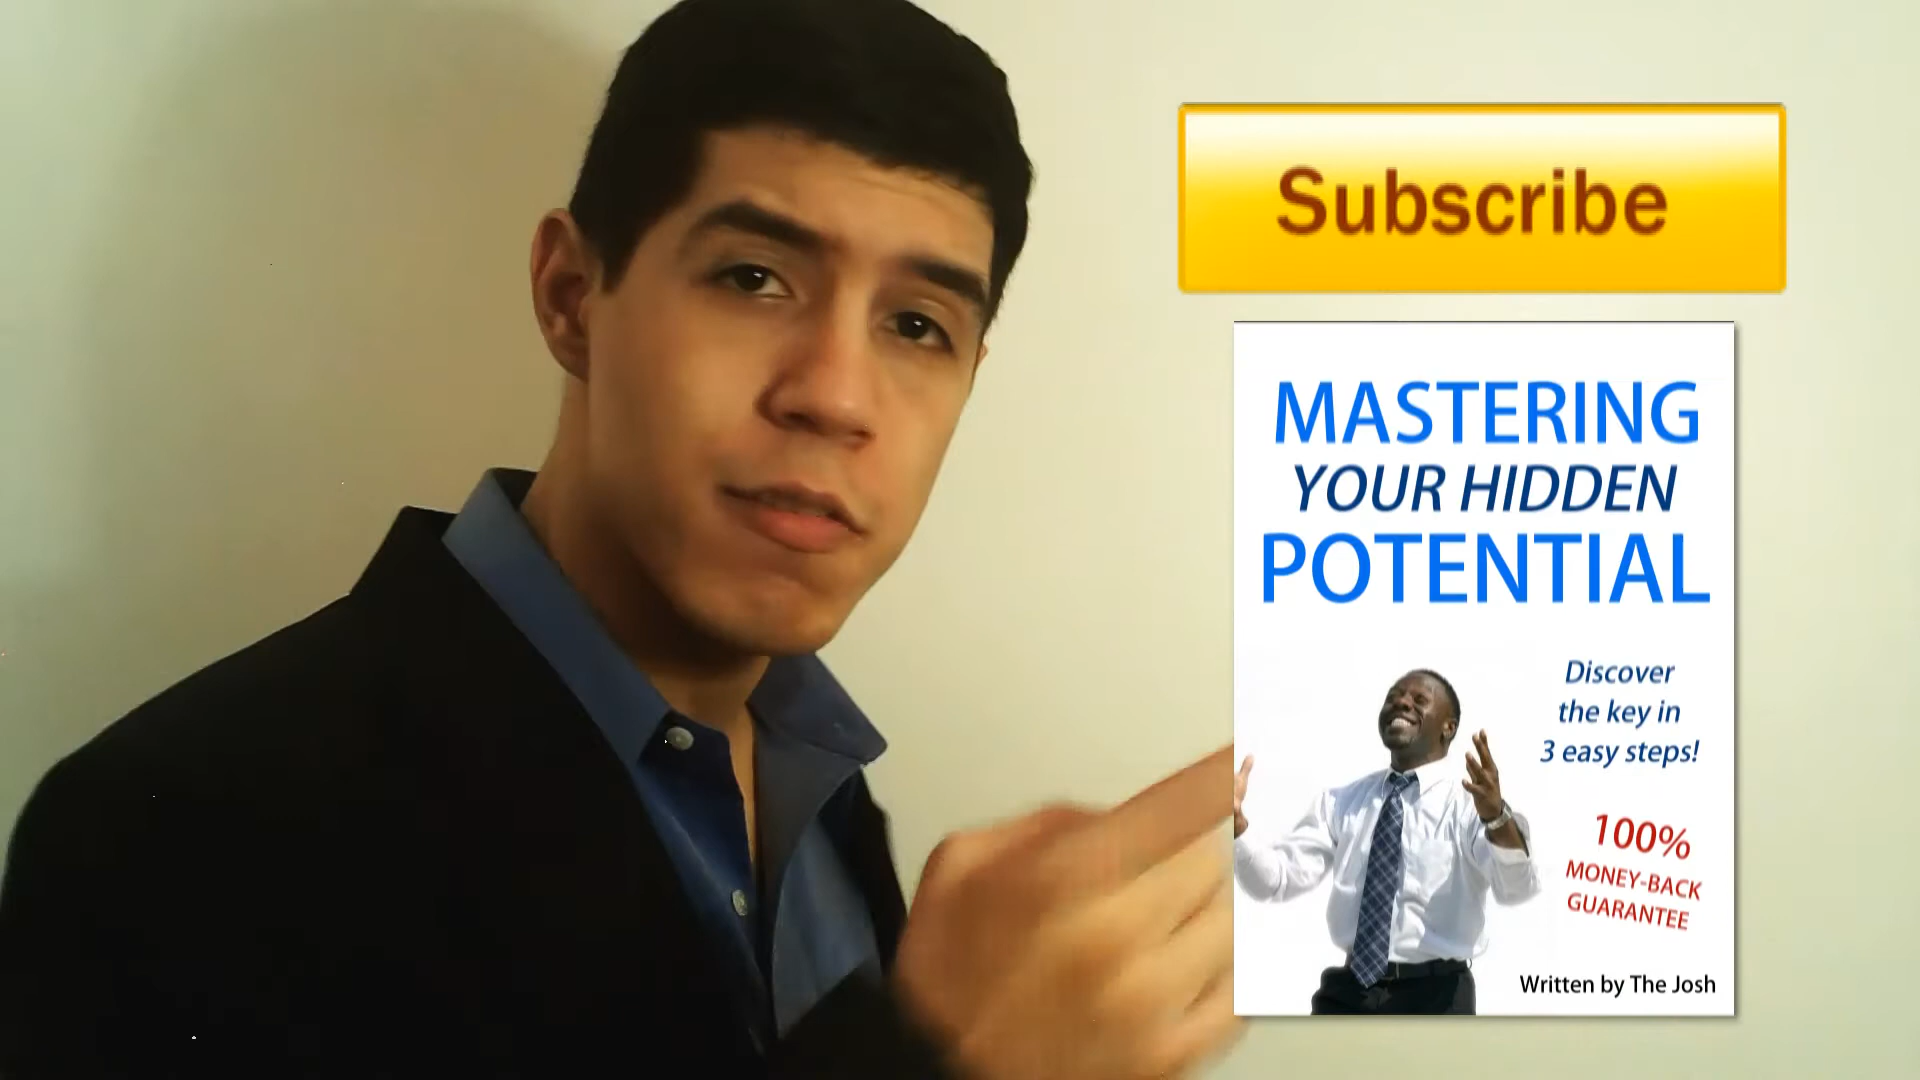 Subscribe
MASTERING
YOUR HIDDEN
POTENTIAL
Discover
the key in
3 easy steps!
100%
MONEY-BACK
GUARANTEE
Written by The Josh